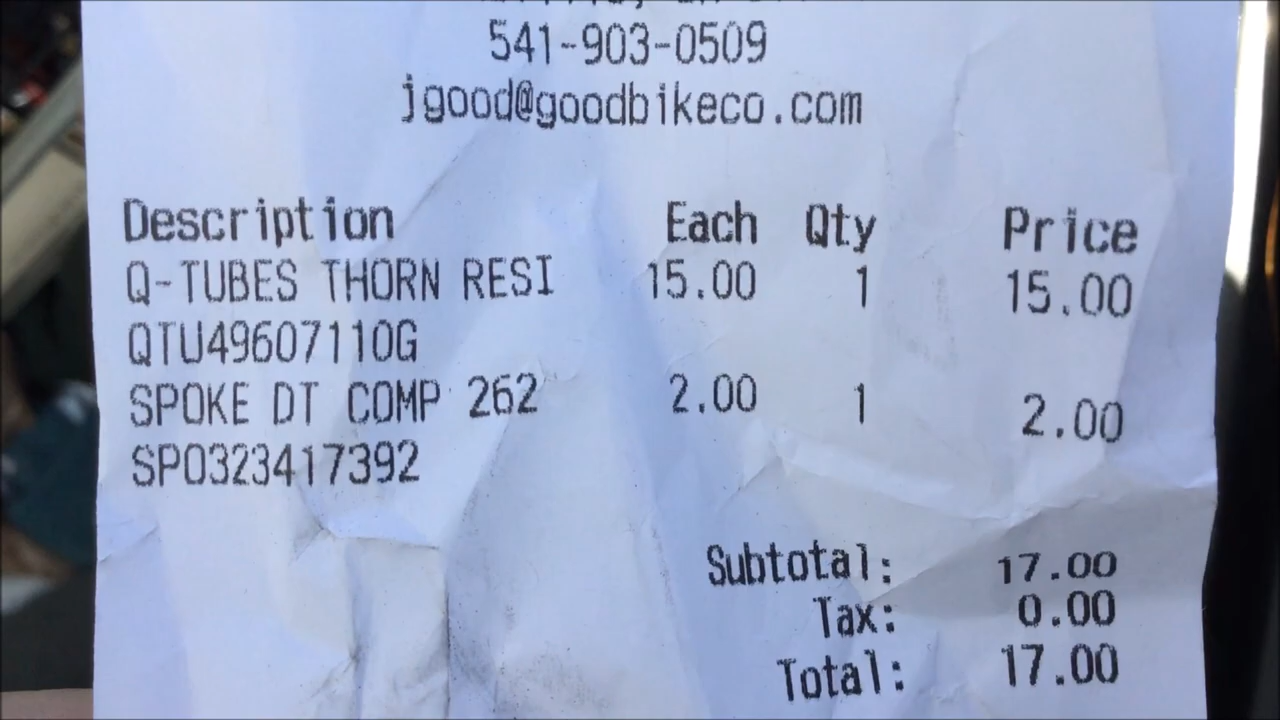 541-903-0509
jgood@goodbikeco.com
Description Each Qty Price
Q-TUBES THORN RESI 15.00 1 15.00
QTU49607110G
SPOKE DT COMP 262 2.00 1 2.00
SPO323417392
Subtotal: 17.00
Tax: 0.00
Total: 17.00